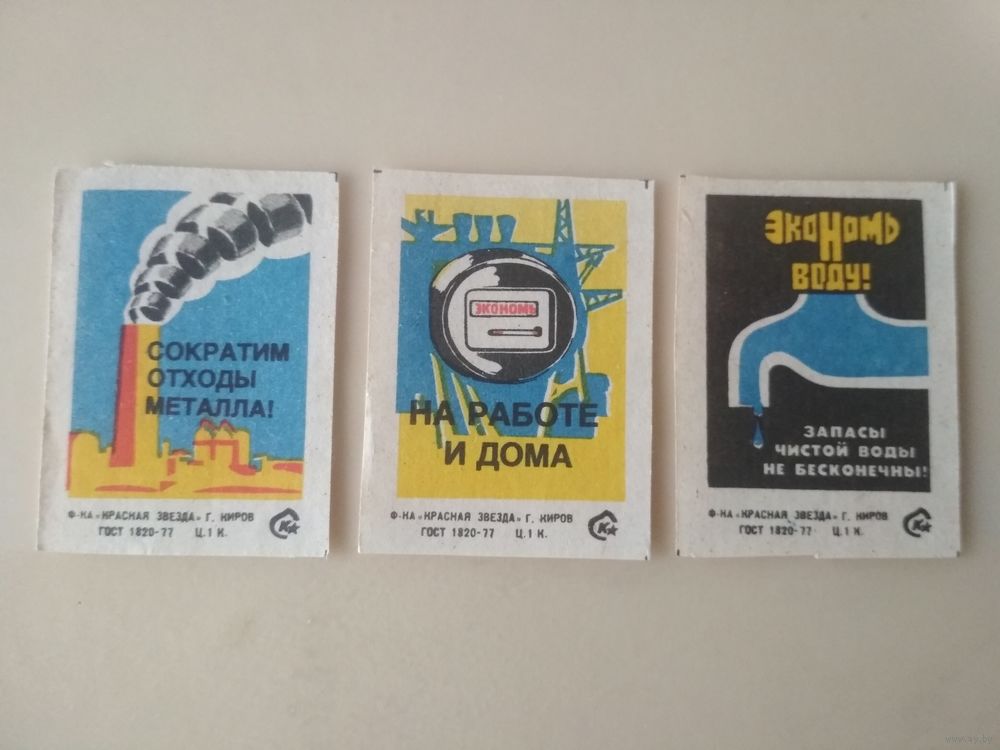 СОКРАТИМ
ОТХОДЫ
МЕТАЛЛА!
Ф-КА «КРАСНАЯ ЗВЕЗДА» Г. КИРОВ
ГОСТ 1820-77 Ц.1 К.
К
ЭКОНОМЬ
НА РАБОТЕ
И ДОМА
Ф-КА «КРАСНАЯ ЗВЕЗДА» Г. КИРОВ
ГОСТ 1820-77 Ц.1 К.
К
ЭКОНОМЬ
ВОДУ!
ЗАПАСЫ
ЧИСТОЙ ВОДЫ
НЕ БЕСКОНЕЧНЫ!
Ф-КА «КРАСНАЯ ЗВЕЗДА» Г. КИРОВ
ГОСТ 1820-77 Ц.1 К.
К